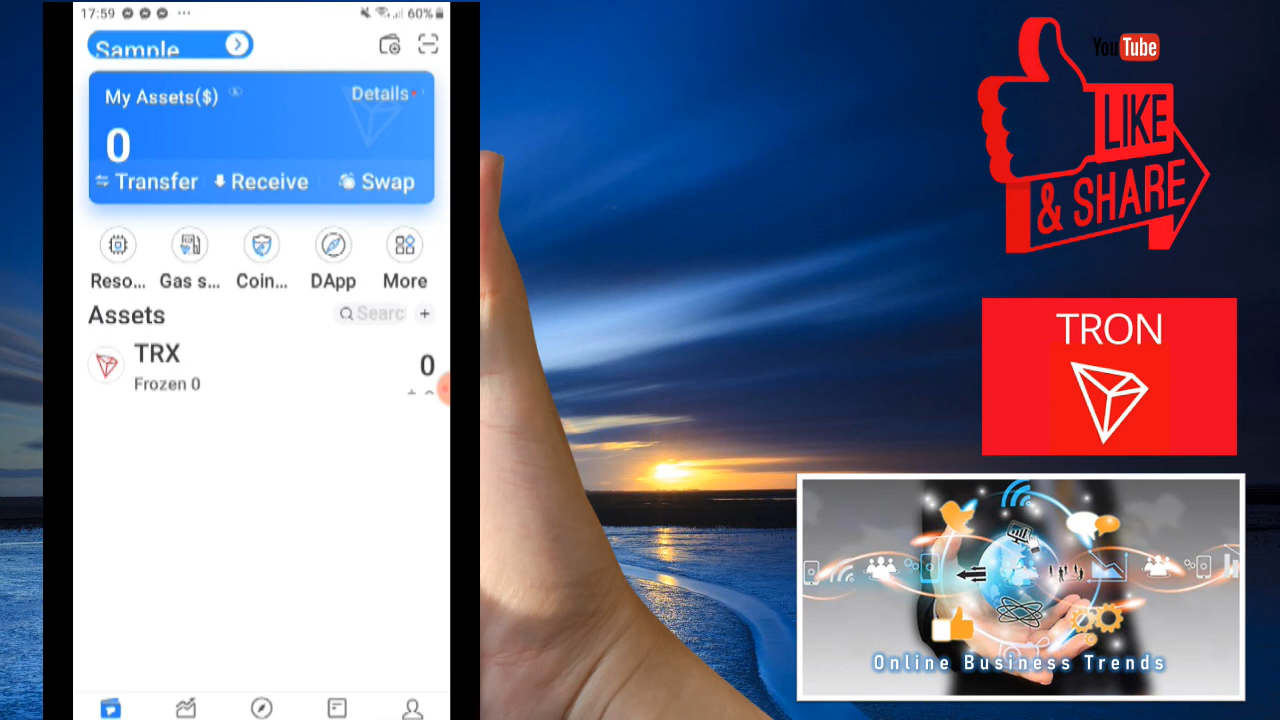 17:59
60%
Sample
My Assets($)
Details
0
Transfer
Receive
Swap
Reso...
Gas s...
Coin...
DApp
More
Assets
Searc
TRX
0
Frozen 0
YouTube
LIKE
& SHARE
TRON
Online Business Trends